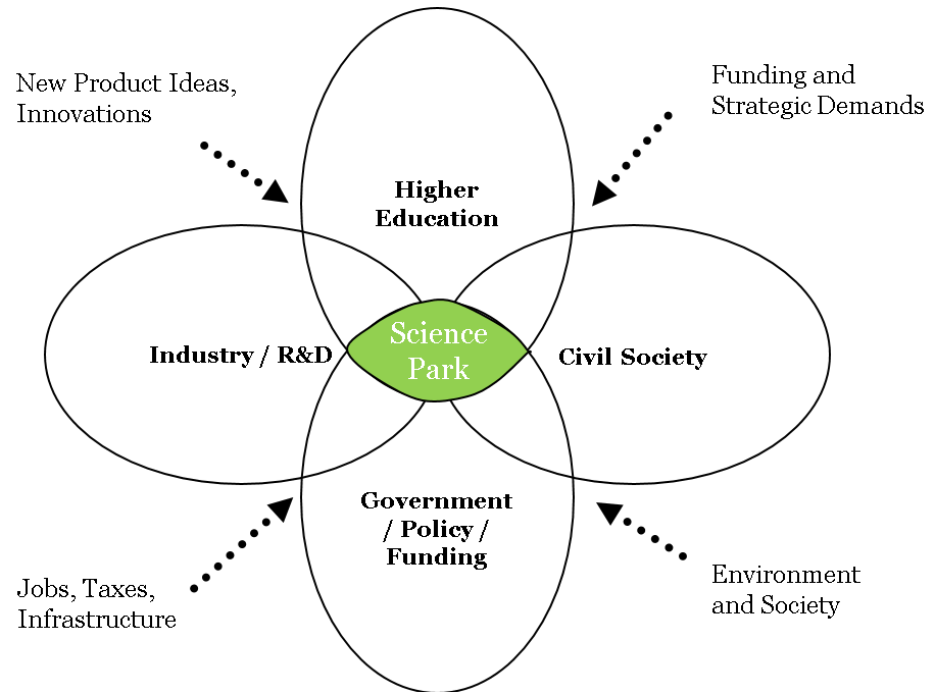 New Product Ideas,
Innovations
Funding and
Strategic Demands
Higher
Education
Industry / R&D
Science
Park
Civil Society
Government
/ Policy /
Funding
Jobs, Taxes,
Infrastructure
Environment
and Society